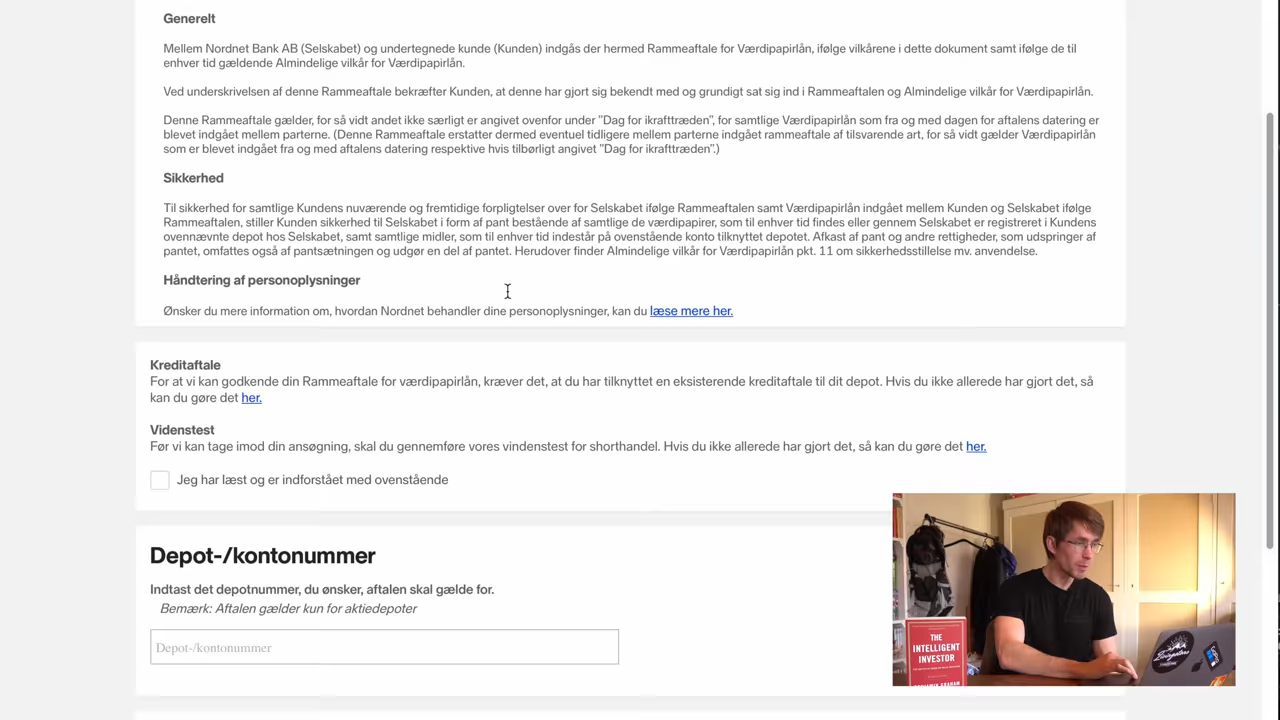 Generelt
Mellem Nordnet Bank AB (Selskabet) og undertegnede kunde (Kunden) indgås der hermed Rammeaftale for Værdipapirlån, ifølge vilkårene i dette dokument samt ifølge de til
enhver tid gældende Almindelige vilkår for Værdipapirlån.
Ved underskrivelsen af denne Rammeaftale bekræfter Kunden, at denne har gjort sig bekendt med og grundigt sat sig ind i Rammeaftalen og Almindelige vilkår for Værdipapirlån.
Denne Rammeaftale gælder, for så vidt andet ikke særligt er angivet ovenfor under ”Dag for ikrafttræden”, for samtlige Værdipapirlån som fra og med dagen for aftalens datering er
blevet indgået mellem parterne. (Denne Rammeaftale erstatter dermed eventuel tidligere mellem parterne indgået rammeaftale af tilsvarende art, for så vidt gælder Værdipapirlån
som er blevet indgået fra og med aftalens datering respektive hvis tilbørligt angivet ”Dag for ikrafttræden”.)
Sikkerhed
Til sikkerhed for samtlige Kundens nuværende og fremtidige forpligtelser over for Selskabet ifølge Rammeaftalen samt Værdipapirlån indgået mellem Kunden og Selskabet ifølge
Rammeaftalen, stiller Kunden sikkerhed til Selskabet i form af pant bestående af samtlige de værdipapirer, som til enhver tid findes eller gennem Selskabet er registreret i Kundens
ovennævnte depot hos Selskabet, samt samtlige midler, som til enhver tid indestår på ovenstående konto tilknyttet depotet. Afkast af pant og andre rettigheder, som udspringer af
pantet, omfattes også af pantsætningen og udgør en del af pantet. Herudover finder Almindelige vilkår for Værdipapirlån pkt. 11 om sikkerhedsstillelse mv. anvendelse.
Håndtering af personoplysninger
Ønsker du mere information om, hvordan Nordnet behandler dine personoplysninger, kan du læse mere her.
Kreditaftale
For at vi kan godkende din Rammeaftale for værdipapirlån, kræver det, at du har tilknyttet en eksisterende kreditaftale til dit depot. Hvis du ikke allerede har gjort det, så
kan du gøre det her.
Videnstest
Før vi kan tage imod din ansøgning, skal du gennemføre vores vindenstest for shorthandel. Hvis du ikke allerede har gjort det, så kan du gøre det her.
Jeg har læst og er indforstået med ovenstående
Depot-/kontonummer
Indtast det depotnummer, du ønsker, aftalen skal gælde for.
Bemærk: Aftalen gælder kun for aktiedepoter
Depot-/kontonummer
THE
INTELLIGENT
INVESTOR